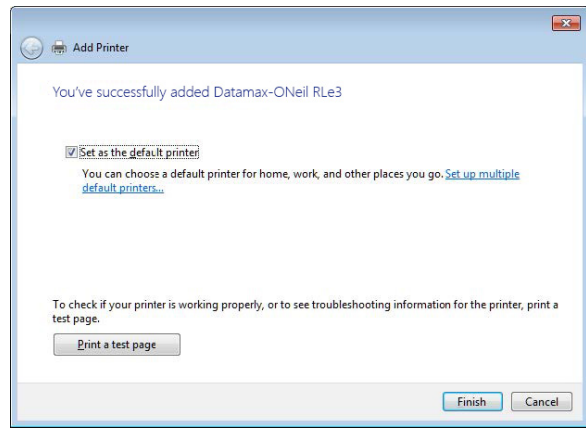 Add Printer
You've successfully added Datamax-ONeil RLe3
Set as the default printer
You can choose a default printer for home, work, and other places you go. Set up multiple
default printers...
To check if your printer is working properly, or to see troubleshooting information for the printer, print a
test page.
Print a test page
Finish Cancel